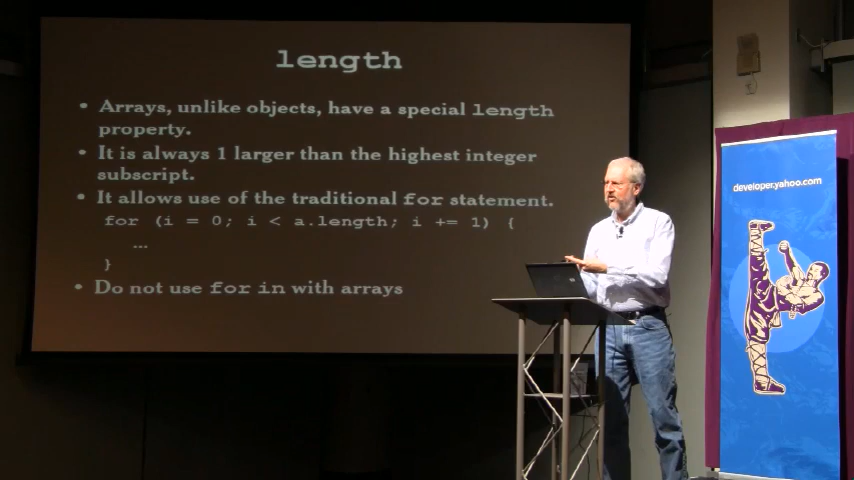 length
• Arrays, unlike objects, have a special length
property.
• It is always 1 larger than the highest integer
subscript.
• It allows use of the traditional for statement.
for (i = 0; i < a.length; i += 1) {
...
}
• Do not use for in with arrays
developer.yahoo.com